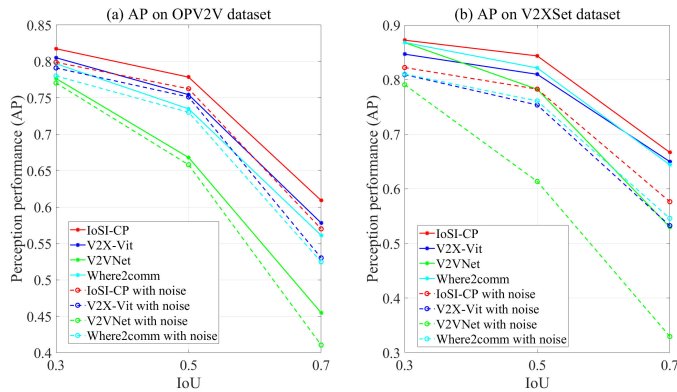 (a) AP on OPV2V dataset
Perception performance (AP)
0.85
0.8
0.75
0.7
0.65
0.6
0.55
0.5
0.45
0.4
0.3
0.5
0.7
IoU
IoSI-CP
V2X-Vit
V2VNet
Where2comm
IoSI-CP with noise
V2X-Vit with noise
V2VNet with noise
Where2comm with noise
(b) AP on V2XSet dataset
Perception performance (AP)
0.9
0.8
0.7
0.6
0.5
0.4
0.3
0.3
0.5
0.7
IoU
IoSI-CP
V2X-Vit
V2VNet
Where2comm
IoSI-CP with noise
V2X-Vit with noise
V2VNet with noise
Where2comm with noise